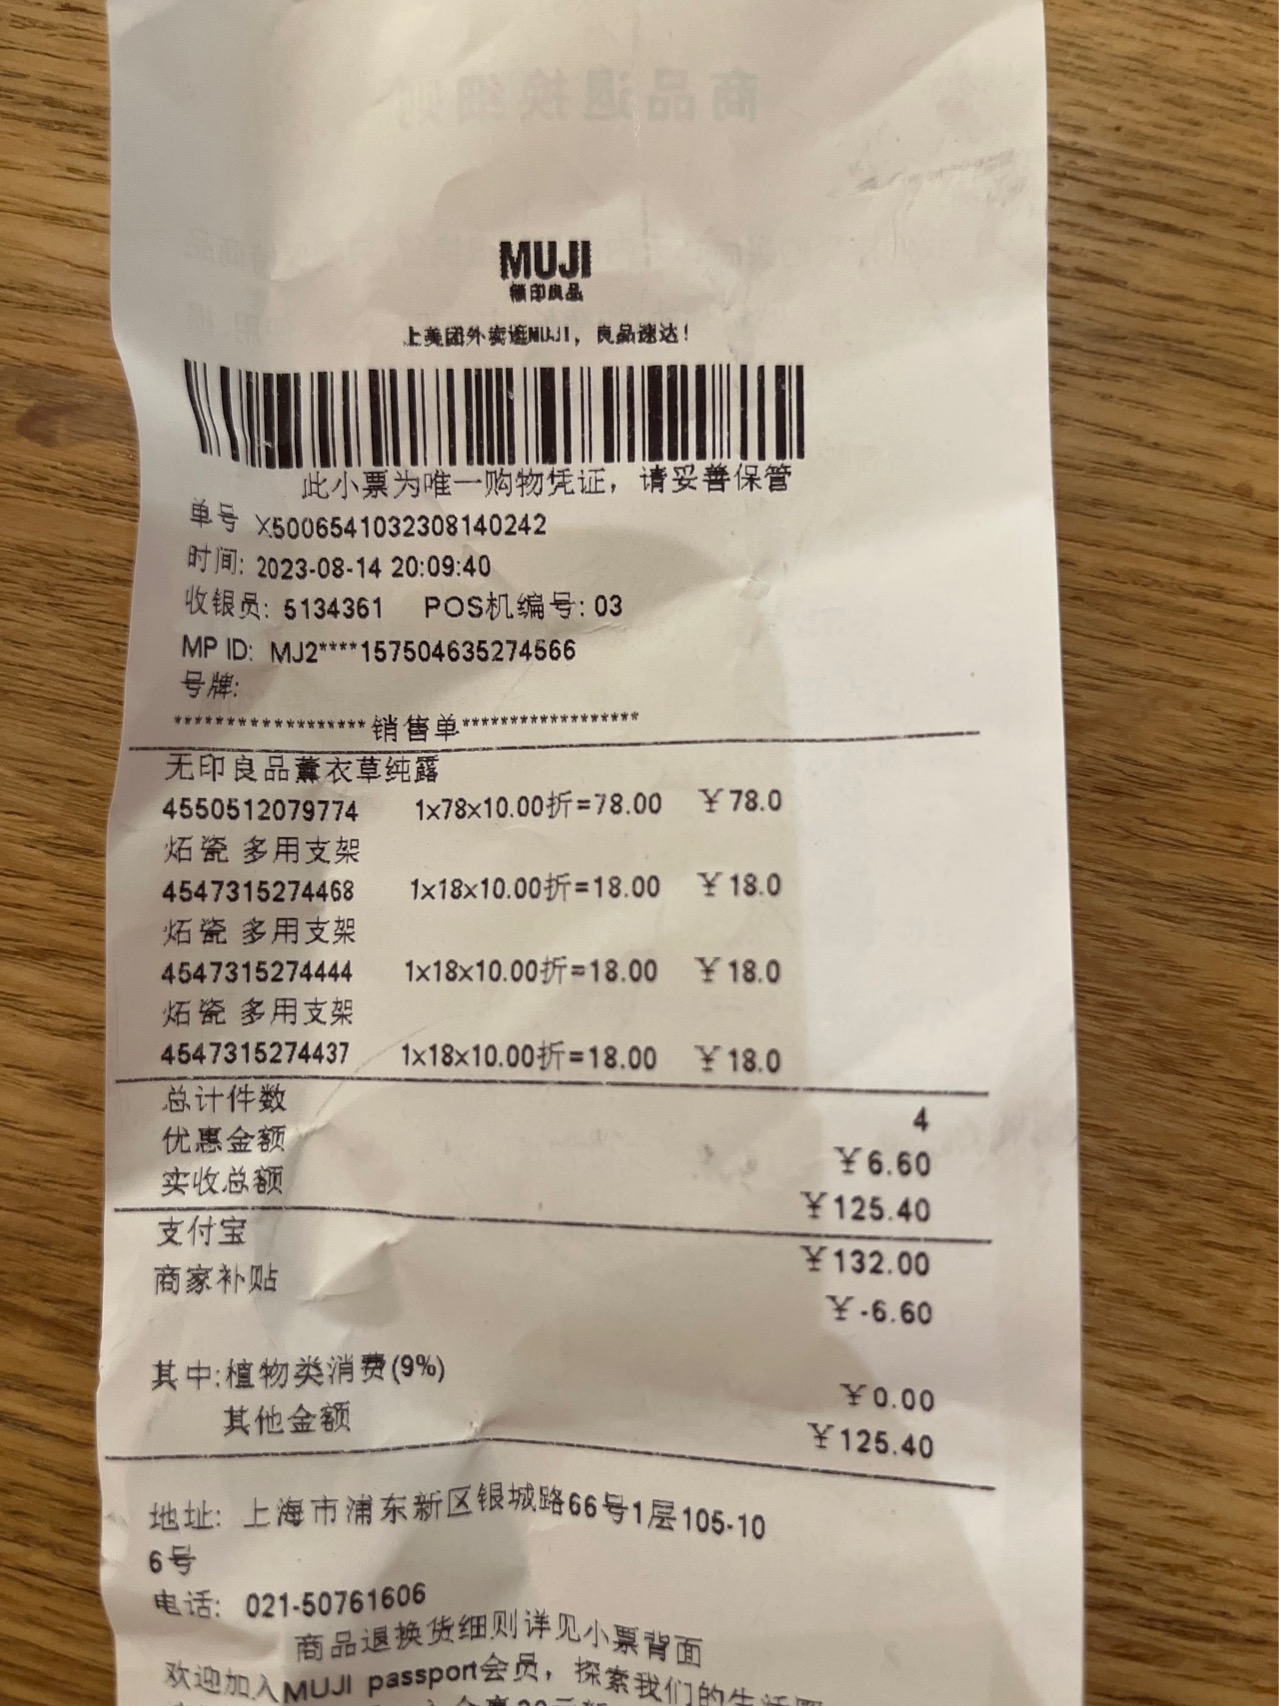 MUJI
無印良品
上美团外卖逛MUJI，良品速达！
此小票为唯一购物凭证，请妥善保管
单号 X5006541032308140242
时间: 2023-08-14 20:09:40
收银员: 5134361 POS机编号: 03
MP ID: MJ2****157504635274566
号牌:
******************销售单******************
无印良品薰衣草纯露
4550512079774 1x78x10.00折=78.00 ￥78.0
炻瓷 多用支架
4547315274468 1x18x10.00折=18.00 ￥18.0
炻瓷 多用支架
4547315274444 1x18x10.00折=18.00 ￥18.0
炻瓷 多用支架
4547315274437 1x18x10.00折=18.00 ￥18.0
总计件数 4
优惠金额 ￥6.60
实收总额 ￥125.40
支付宝 ￥132.00
商家补贴 ￥-6.60
其中:植物类消费(9%) ￥0.00
其他金额 ￥125.40
地址: 上海市浦东新区银城路66号1层105-10
6号
电话: 021-50761606
商品退换货细则详见小票背面
欢迎加入MUJI passport会员，探索我们的生活